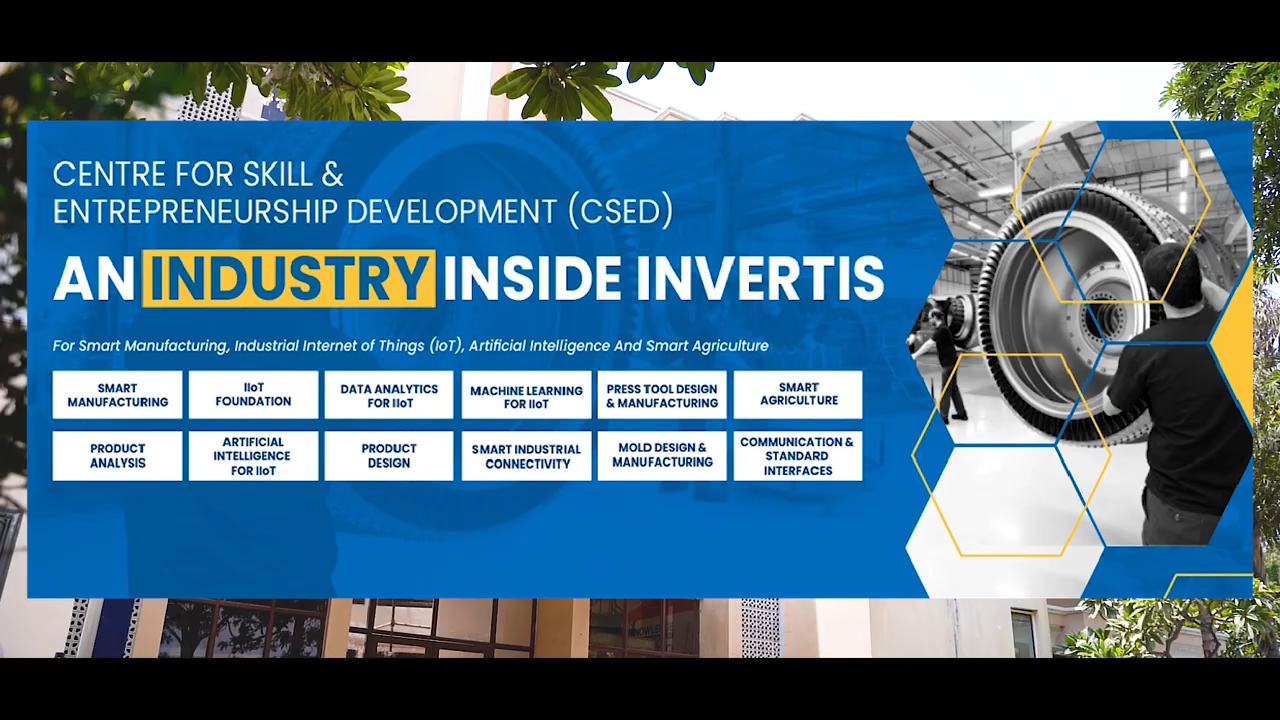 CENTRE FOR SKILL &
ENTREPRENEURSHIP DEVELOPMENT (CSED)
AN INDUSTRY INSIDE INVERTIS
For Smart Manufacturing, Industrial Internet of Things (IoT), Artificial Intelligence And Smart Agriculture
SMART
MANUFACTURING
IIoT
FOUNDATION
DATA ANALYTICS
FOR IIoT
MACHINE LEARNING
FOR IIoT
PRESS TOOL DESIGN
& MANUFACTURING
SMART
AGRICULTURE
PRODUCT
ANALYSIS
ARTIFICIAL
INTELLIGENCE
FOR IIoT
PRODUCT
DESIGN
SMART INDUSTRIAL
CONNECTIVITY
MOLD DESIGN &
MANUFACTURING
COMMUNICATION &
STANDARD
INTERFACES